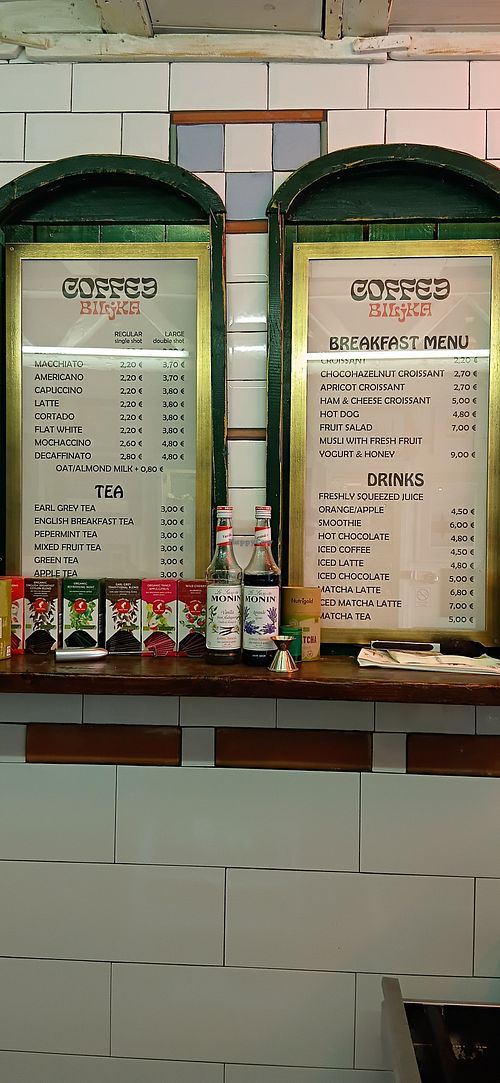 COFFEE
BILJKA
REGULAR LARGE
single shot double shot
MACCHIATO 2,20 € 3,70 €
AMERICANO 2,20 € 3,70 €
CAPUCCINO 2,20 € 3,80 €
LATTE 2,20 € 3,80 €
CORTADO 2,20 € 3,80 €
FLAT WHITE 2,20 € 3,80 €
MOCHACCINO 2,60 € 4,80 €
DECAFFINATO 2,80 € 4,80 €
OAT/ALMOND MILK + 0,80 €
TEA
EARL GREY TEA 3,00 €
ENGLISH BREAKFAST TEA 3,00 €
PEPERMINT TEA 3,00 €
MIXED FRUIT TEA 3,00 €
GREEN TEA 3,00 €
APPLE TEA 3,00 €
COFFEE
BILJKA
BREAKFAST MENU
CROISSANT 2,20 €
CHOCOHAZELNUT CROISSANT 2,70 €
APRICOT CROISSANT 2,70 €
HAM & CHEESE CROISSANT 5,00 €
HOT DOG 4,80 €
FRUIT SALAD 7,00 €
MUSLI WITH FRESH FRUIT
YOGURT & HONEY 9,00 €
DRINKS
FRESHLY SQUEEZED JUICE
ORANGE/APPLE 4,50 €
SMOOTHIE 6,00 €
HOT CHOCOLATE 4,80 €
ICED COFFEE 4,50 €
ICED LATTE 4,80 €
ICED CHOCOLATE 5,00 €
MATCHA LATTE 6,80 €
ICED MATCHA LATTE 7,00 €
MATCHA TEA 5,00 €
MONIN
MONIN
Nutrigold